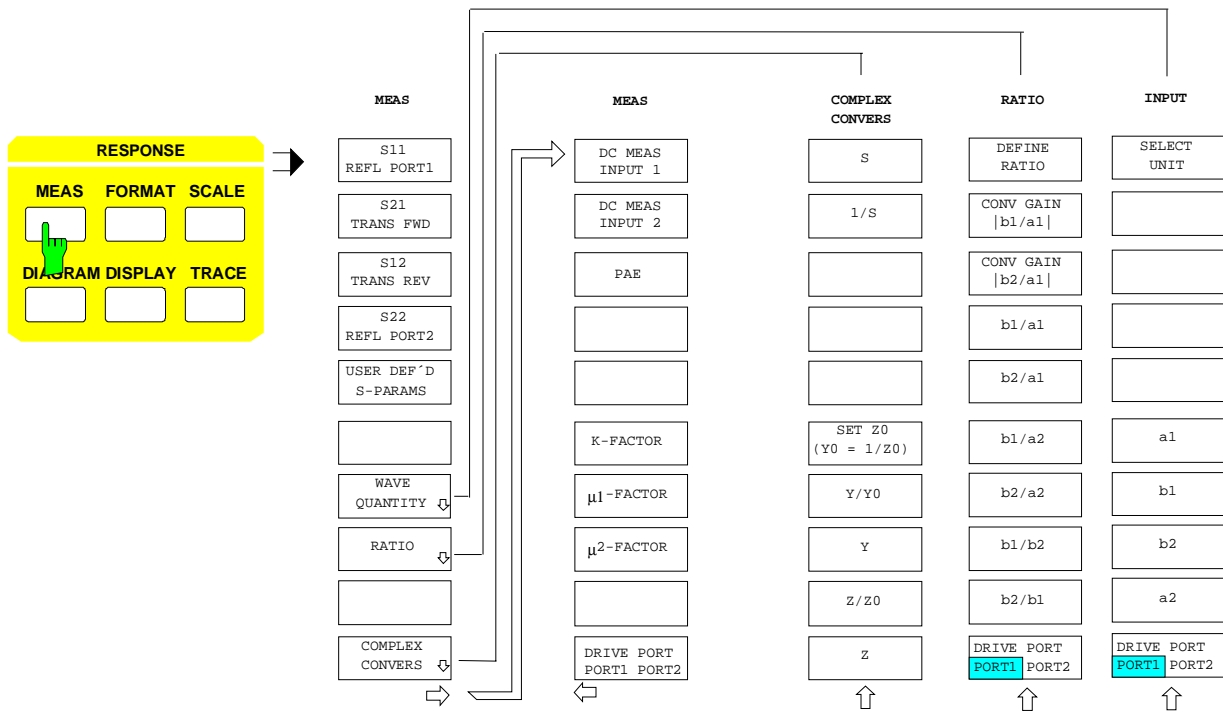 RESPONSE
MEAS FORMAT SCALE
DIAGRAM DISPLAY TRACE
MEAS
S11
REFL PORT1
S21
TRANS FWD
S12
TRANS REV
S22
REFL PORT2
USER DEF´D
S-PARAMS
WAVE
QUANTITY
RATIO
COMPLEX
CONVERS
MEAS
DC MEAS
INPUT 1
DC MEAS
INPUT 2
PAE
K-FACTOR
µ1-FACTOR
µ2-FACTOR
DRIVE PORT
PORT1 PORT2
COMPLEX
CONVERS
S
1/S
SET Z0
(Y0 = 1/Z0)
Y/Y0
Y
Z/Z0
Z
RATIO
DEFINE
RATIO
CONV GAIN
|b1/a1|
CONV GAIN
|b2/a1|
b1/a1
b2/a1
b1/a2
b2/a2
b1/b2
b2/b1
DRIVE PORT
PORT1 PORT2
INPUT
SELECT
UNIT
a1
b1
b2
a2
DRIVE PORT
PORT1 PORT2